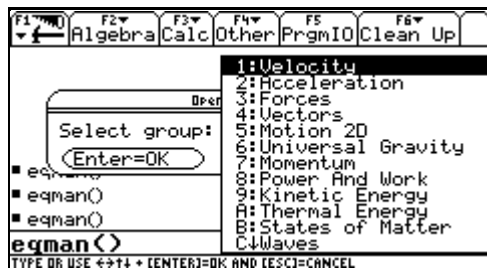 F1 F2 Algebra F3 Calc F4 Other F5 PrgmIO F6 Clean Up
Select group:
Enter=OK
1:Velocity
2:Acceleration
3:Forces
4:Vectors
5:Motion 2D
6:Universal Gravity
7:Momentum
8:Power And Work
9:Kinetic Energy
A:Thermal Energy
B:States of Matter
C↓Waves
eqman()
eqman()
eqman()
eqman()
TYPE OR USE ←→↑↓ + [ENTER]=OK AND [ESC]=CANCEL